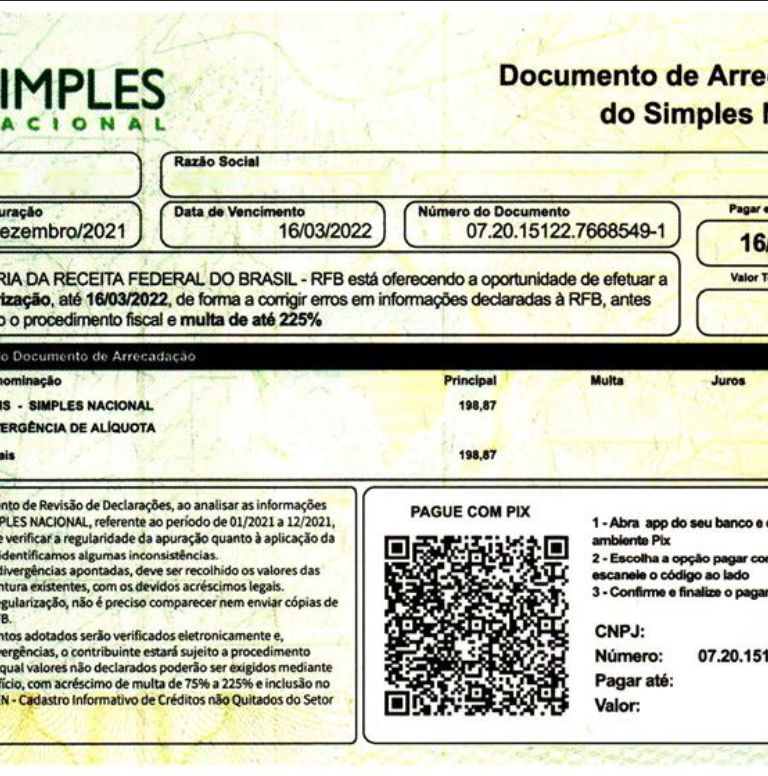 IMPLES
ACIONAL
Documento de Arre
do Simples
Razão Social
uração
ezembro/2021
Data de Vencimento
16/03/2022
Número do Documento
07.20.15122.7668549-1
Pagar e
16/
Valor T
RIA DA RECEITA FEDERAL DO BRASIL - RFB está oferecendo a oportunidade de efetuar a
rização, até 16/03/2022, de forma a corrigir erros em informações declaradas à RFB, antes
o o procedimento fiscal e multa de até 225%
o Documento de Arrecadação
nominação Principal Multa Juros
IS - SIMPLES NACIONAL 198,87
ERGÊNCIA DE ALÍQUOTA
ais 198,87
nto de Revisão de Declarações, ao analisar as informações
PLES NACIONAL, referente ao período de 01/2021 a 12/2021,
e verificar a regularidade da apuração quanto à aplicação da
identificamos algumas inconsistências.
divergências apontadas, deve ser recolhido os valores das
ntura existentes, com os devidos acréscimos legais.
gularização, não é preciso comparecer nem enviar cópias de
B.
ntos adotados serão verificados eletronicamente e,
vergências, o contribuinte estará sujeito a procedimento
qual valores não declarados poderão ser exigidos mediante
fício, com acréscimo de multa de 75% a 225% e inclusão no
N - Cadastro Informativo de Créditos não Quitados do Setor
PAGUE COM PIX
1 - Abra app do seu banco e
ambiente Pix
2 - Escolha a opção pagar co
escaneie o código ao lado
3 - Confirme e finalize o pagar
CNPJ:
Número: 07.20.151
Pagar até:
Valor: